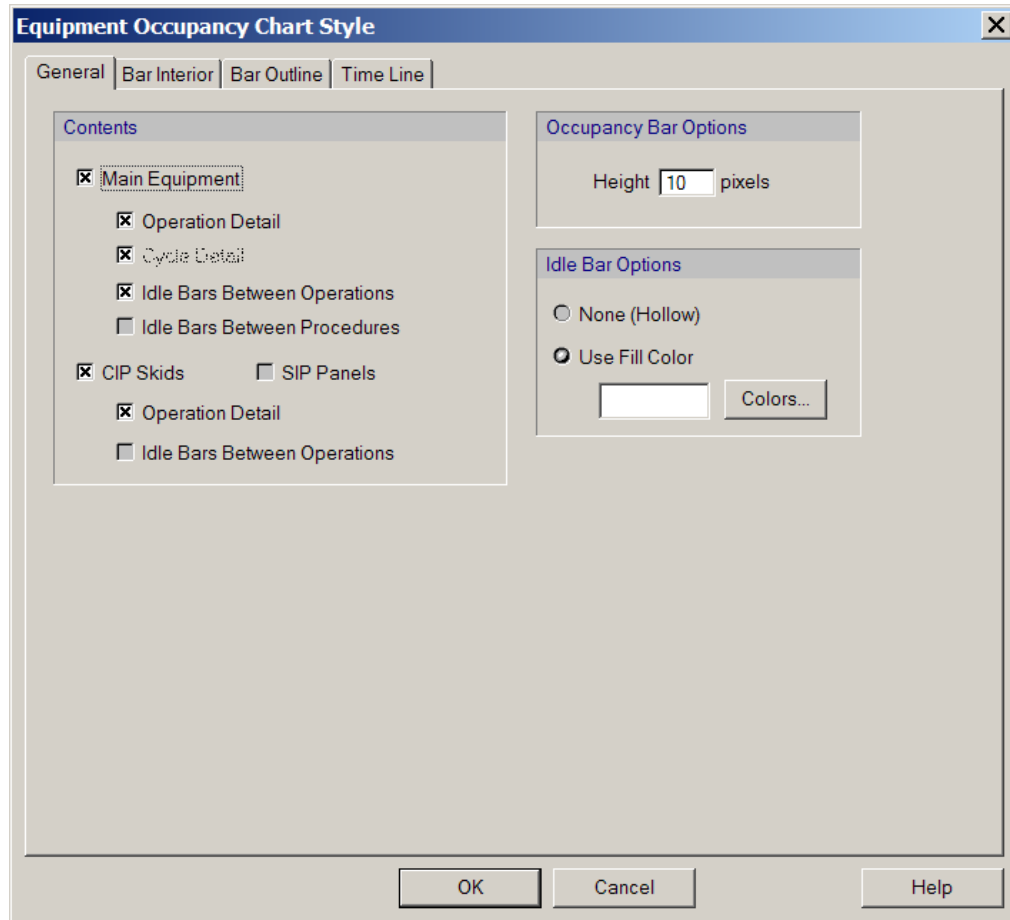 Equipment Occupancy Chart Style
General Bar Interior Bar Outline Time Line
Contents
Main Equipment
Operation Detail
Cycle Detail
Idle Bars Between Operations
Idle Bars Between Procedures
CIP Skids SIP Panels
Operation Detail
Idle Bars Between Operations
Occupancy Bar Options
Height 10 pixels
Idle Bar Options
None (Hollow)
Use Fill Color
Colors...
OK Cancel Help